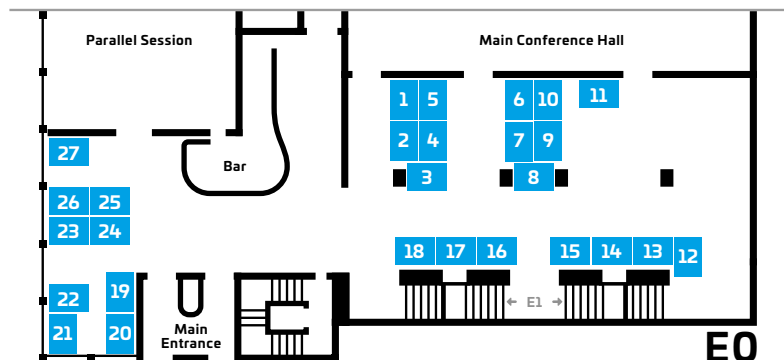 Parallel Session
Main Conference Hall
1 5 6 10 11
2 4 7 9
27
Bar
3 8
26 25
23 24
18 17 16 15 14 13 12
22 19
← E1 →
21 20
Main
Entrance
E0